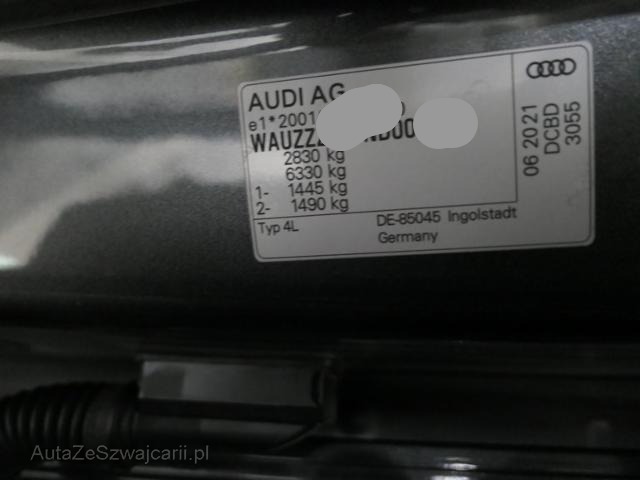 AUDI AG
e1*2001
WAUZZ ND00
2830 kg
6330 kg
1- 1445 kg
2- 1490 kg
Typ 4L
DE-85045 Ingolstadt
Germany
06 2021
DCBD
3055
AutaZeSzwajcarii.pl